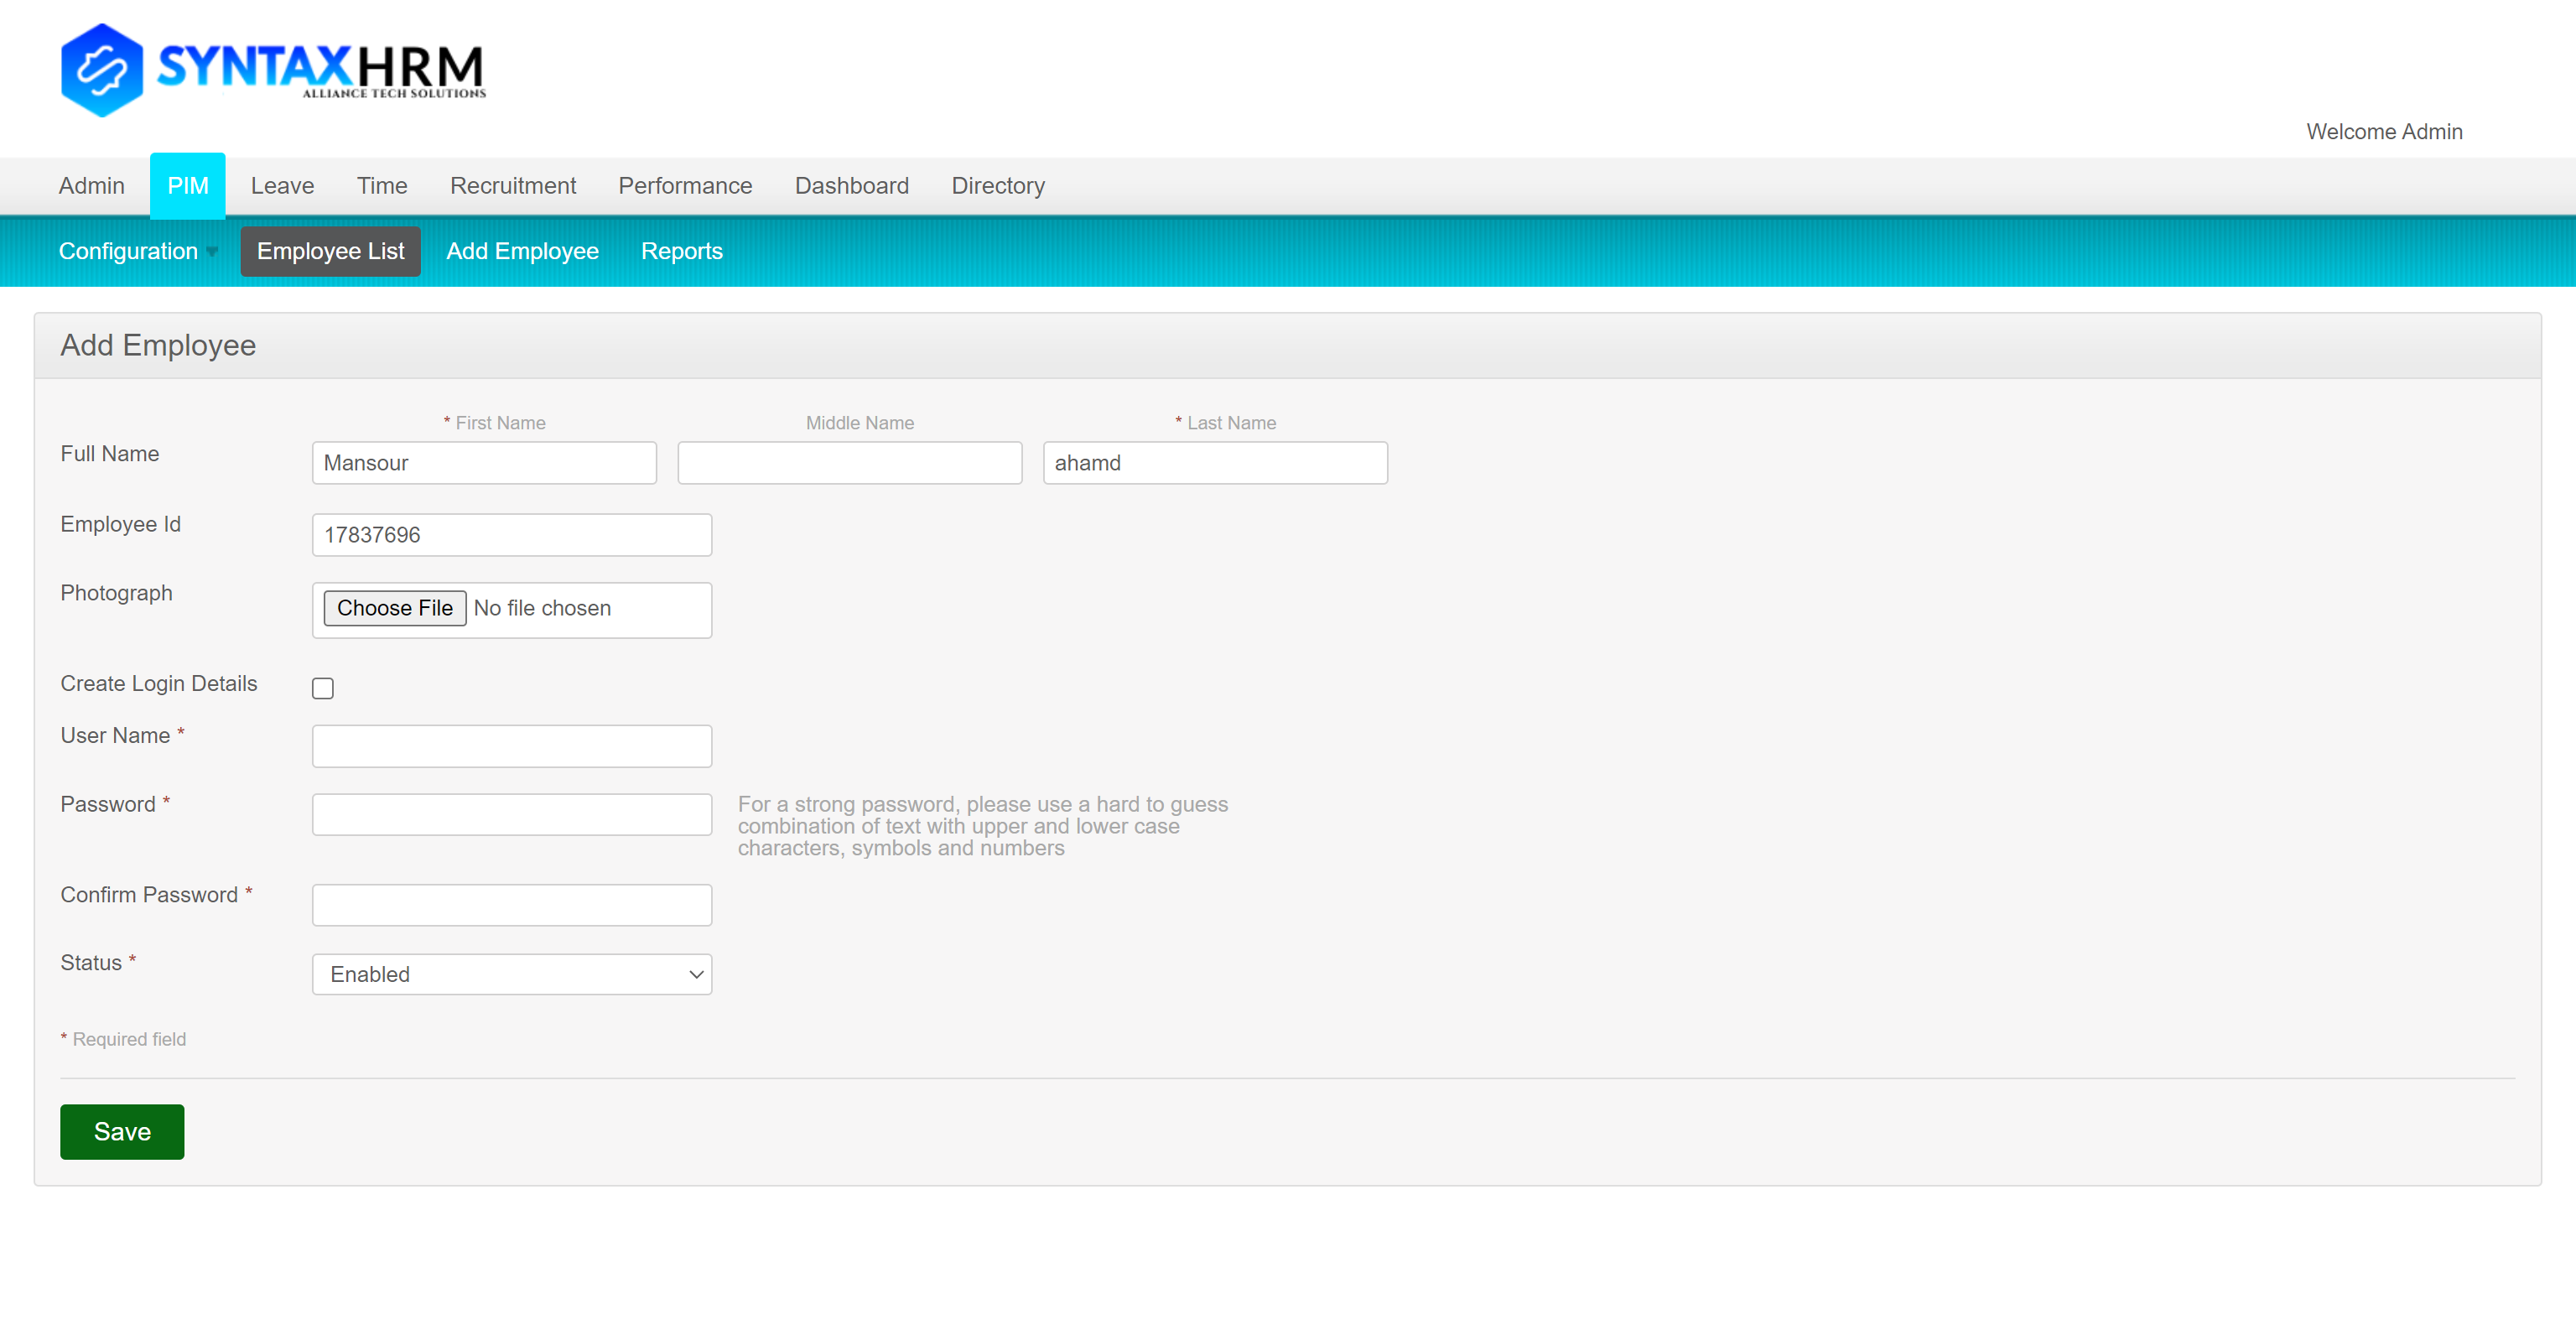 SYNTAXHRM
ALLIANCE TECH SOLUTIONS
Welcome Admin
Admin PIM Leave Time Recruitment Performance Dashboard Directory
Configuration Employee List Add Employee Reports
Add Employee
* First Name Middle Name * Last Name
Full Name Mansour ahamd
Employee Id 17837696
Photograph Choose File No file chosen
Create Login Details
User Name *
Password * For a strong password, please use a hard to guess
combination of text with upper and lower case
characters, symbols and numbers
Confirm Password *
Status * Enabled
* Required field
Save